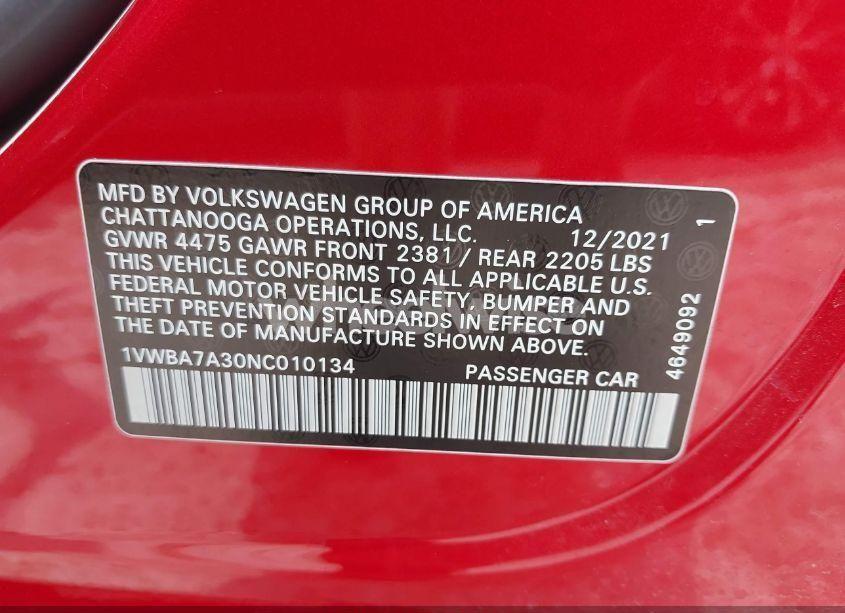 MFD BY VOLKSWAGEN GROUP OF AMERICA
CHATTANOOGA OPERATIONS, LLC. 12/2021
GVWR 4475 GAWR FRONT 2381 / REAR 2205 LBS
THIS VEHICLE CONFORMS TO ALL APPLICABLE U.S.
FEDERAL MOTOR VEHICLE SAFETY, BUMPER AND
THEFT PREVENTION STANDARDS IN EFFECT ON
THE DATE OF MANUFACTURE SHOWN ABOVE.
1VWBA7A30NC010134 PASSENGER CAR
4649092 1